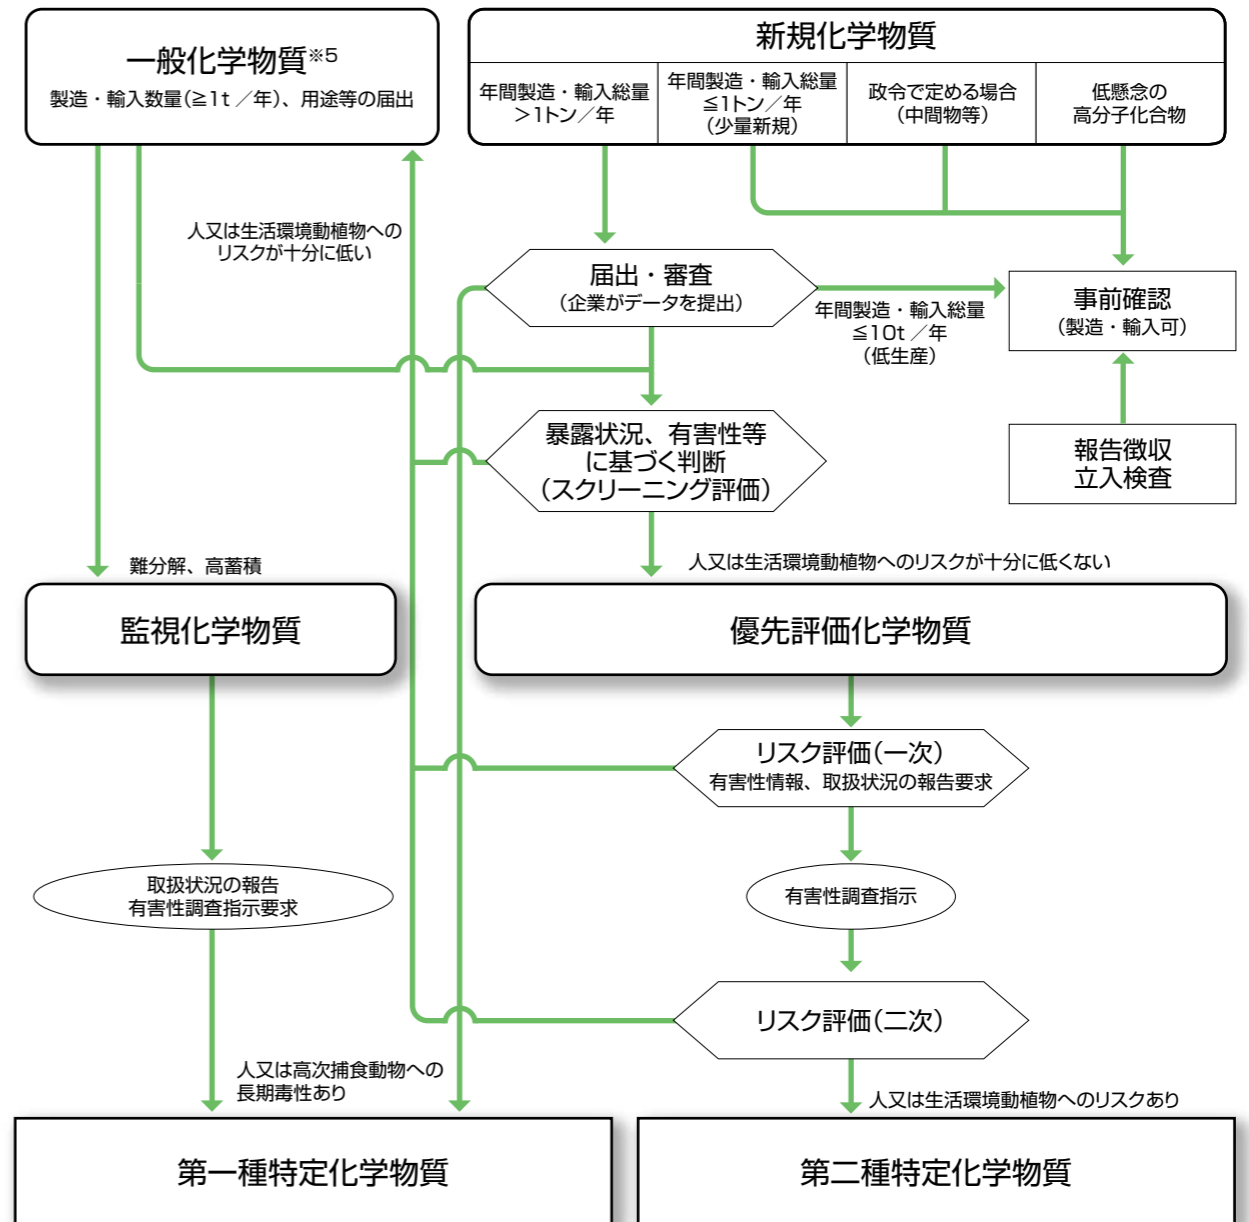 一般化学物質※5
製造・輸入数量(≧1t／年)、用途等の届出
新規化学物質
年間製造・輸入総量
＞1トン／年
年間製造・輸入総量
≦1トン／年
(少量新規)
政令で定める場合
(中間物等)
低懸念の
高分子化合物
人又は生活環境動植物への
リスクが十分に低い
届出・審査
(企業がデータを提出)
年間製造・輸入総量
≦10t／年
(低生産)
事前確認
(製造・輸入可)
暴露状況、有害性等
に基づく判断
(スクリーニング評価)
報告徴収
立入検査
難分解、高蓄積
人又は生活環境動植物へのリスクが十分に低くない
監視化学物質
優先評価化学物質
リスク評価(一次)
有害性情報、取扱状況の報告要求
取扱状況の報告
有害性調査指示要求
有害性調査指示
リスク評価(二次)
人又は高次捕食動物への
長期毒性あり
人又は生活環境動植物へのリスクあり
第一種特定化学物質
第二種特定化学物質